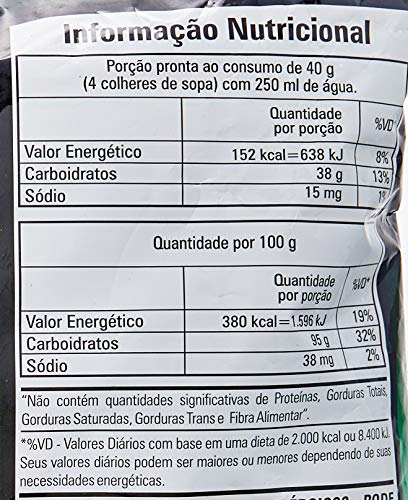 Informação Nutricional
Porção pronta ao consumo de 40 g
(4 colheres de sopa) com 250 ml de água.
Quantidade por porção %VD*
Valor Energético 152 kcal=638 kJ 8%
Carboidratos 38 g 13%
Sódio 15 mg 1%
Quantidade por 100 g
Quantidade por porção %VD*
Valor Energético 380 kcal=1.596 kJ 19%
Carboidratos 95 g 32%
Sódio 38 mg 2%
"Não contém quantidades significativas de Proteínas, Gorduras Totais,
Gorduras Saturadas, Gorduras Trans e Fibra Alimentar".
*%VD - Valores Diários com base em uma dieta de 2.000 kcal ou 8.400 kJ.
Seus valores diários podem ser maiores ou menores dependendo de suas
necessidades energéticas.